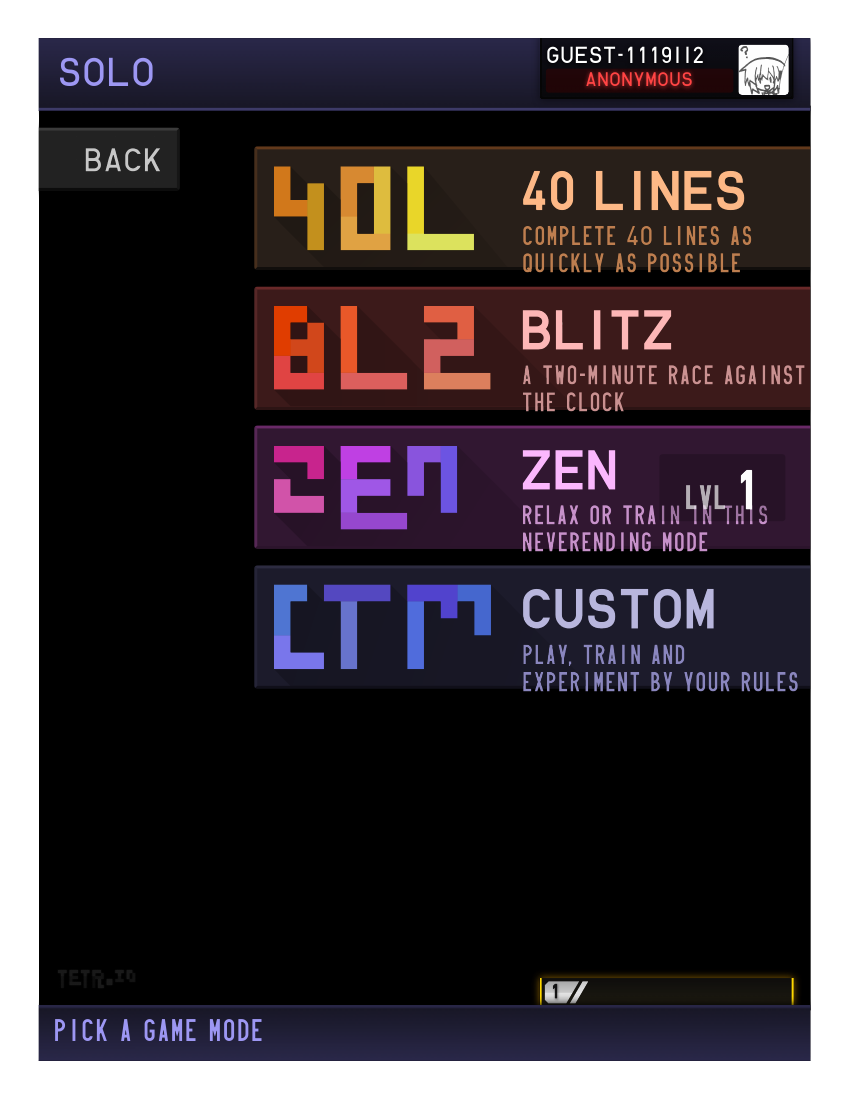 SOLO
GUEST-1119112
ANONYMOUS
?
BACK
40L
40 LINES
COMPLETE 40 LINES AS
QUICKLY AS POSSIBLE
BLZ
BLITZ
A TWO-MINUTE RACE AGAINST
THE CLOCK
ZEN
ZEN
LVL 1
RELAX OR TRAIN IN THIS
NEVERENDING MODE
CTM
CUSTOM
PLAY, TRAIN AND
EXPERIMENT BY YOUR RULES
TETR.IO
1
PICK A GAME MODE